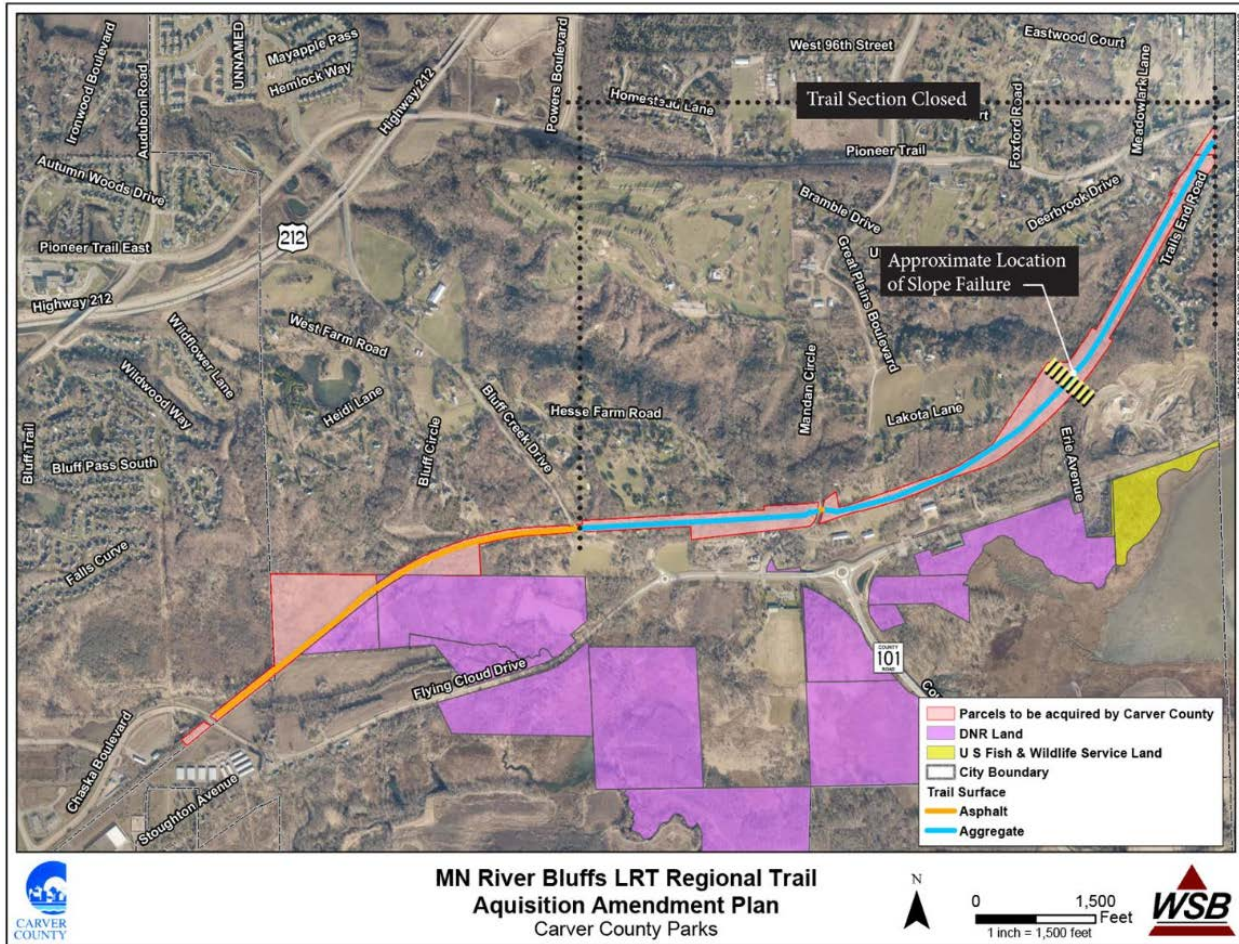 Ironwood Boulevard
Audubon Road
UNNAMED
Mayapple Pass
Hemlock Way
Highway 212
Powers Boulevard
West 96th Street
Eastwood Court
Homestead Lane
Trail Section Closed
Foxford Road
Meadowlark Lane
Autumn Woods Drive
Pioneer Trail
Bramble Drive
Deerbrook Drive
Trails End Road
Pioneer Trail East
212
Great Plains Boulevard
Approximate Location
of Slope Failure
Highway 212
Wildflower Lane
West Farm Road
Wildwood Way
Heidi Lane
Mandan Circle
Bluff Creek Drive
Hesse Farm Road
Lakota Lane
Bluff Trail
Bluff Circle
Erie Avenue
Bluff Pass South
Falls Curve
Flying Cloud Drive
COUNTY
101
ROAD
Chaska Boulevard
Stoughton Avenue
Parcels to be acquired by Carver County
DNR Land
U S Fish & Wildlife Service Land
City Boundary
Trail Surface
Asphalt
Aggregate
CARVER
COUNTY
MN River Bluffs LRT Regional Trail
Aquisition Amendment Plan
Carver County Parks
N
0 1,500
Feet
1 inch = 1,500 feet
WSB